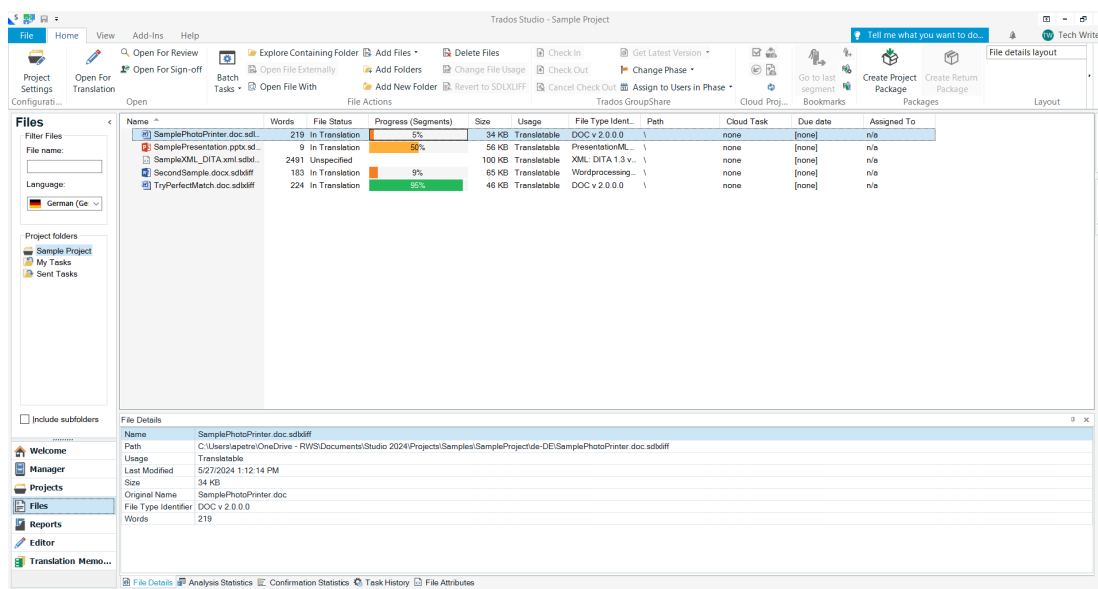 Trados Studio - Sample Project
File Home View Add-Ins Help Tell me what you want to do... TW Tech Write
Project Settings
Open For Translation
Open For Review
Open For Sign-off
Open
Configurati...
Batch Tasks
Explore Containing Folder
Open File Externally
Open File With
Add Files
Add Folders
Add New Folder
Delete Files
Change File Usage
Revert to SDLXLIFF
File Actions
Check In
Check Out
Cancel Check Out
Get Latest Version
Change Phase
Assign to Users in Phase
Trados GroupShare
Cloud Proj...
Go to last segment
Bookmarks
Create Project Package
Create Return Package
Packages
File details layout
Layout
Files
Filter Files
File name:
Language:
German (Ge
Project folders
Sample Project
My Tasks
Sent Tasks
Include subfolders
Welcome
Manager
Projects
Files
Reports
Editor
Translation Memo...
Name Words File Status Progress (Segments) Size Usage File Type Ident... Path Cloud Task Due date Assigned To
SamplePhotoPrinter.doc.sdl... 219 In Translation 5% 34 KB Translatable DOC v 2.0.0.0 \ none [none] n/a
SamplePresentation.pptx.sd... 9 In Translation 50% 56 KB Translatable PresentationML... \ none [none] n/a
SampleXML_DITA.xml.sdlxl... 2491 Unspecified 100 KB Translatable XML: DITA 1.3 v... \ none [none] n/a
SecondSample.docx.sdlxliff 183 In Translation 9% 65 KB Translatable Wordprocessing... \ none [none] n/a
TryPerfectMatch.doc.sdlxliff 224 In Translation 95% 46 KB Translatable DOC v 2.0.0.0 \ none [none] n/a
File Details
Name SamplePhotoPrinter.doc.sdlxliff
Path C:\Users\apetre\OneDrive - RWS\Documents\Studio 2024\Projects\Samples\SampleProject\de-DE\SamplePhotoPrinter.doc.sdlxliff
Usage Translatable
Last Modified 5/27/2024 1:12:14 PM
Size 34 KB
Original Name SamplePhotoPrinter.doc
File Type Identifier DOC v 2.0.0.0
Words 219
File Details Analysis Statistics Confirmation Statistics Task History File Attributes